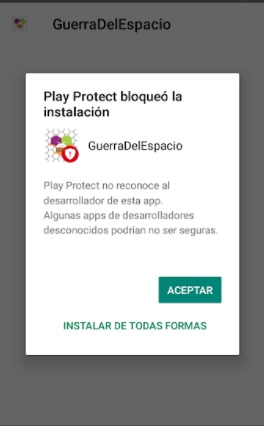 GuerraDelEspacio
Play Protect bloqueó la
instalación
GuerraDelEspacio
Play Protect no reconoce al
desarrollador de esta app.
Algunas apps de desarrolladores
desconocidos podrían no ser seguras.
ACEPTAR
INSTALAR DE TODAS FORMAS